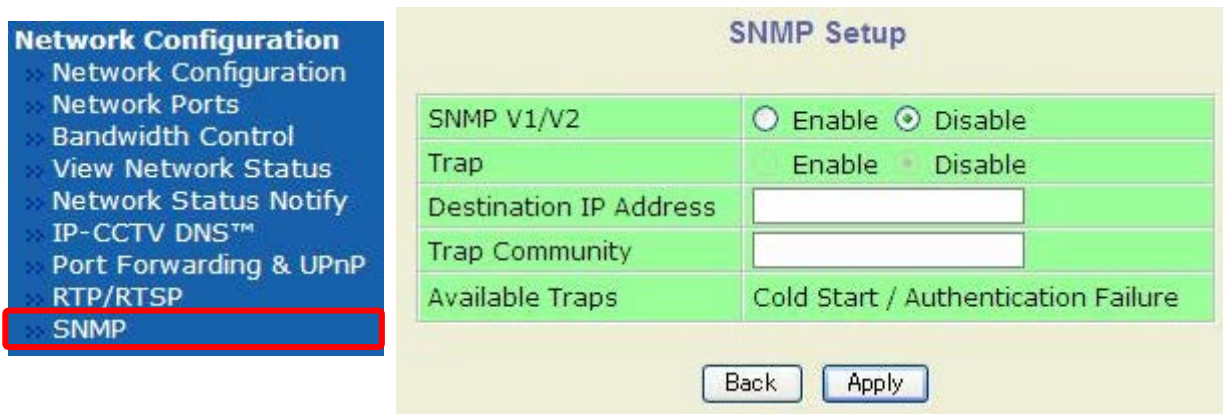 Network Configuration
» Network Configuration
» Network Ports
» Bandwidth Control
» View Network Status
» Network Status Notify
» IP-CCTV DNS™
» Port Forwarding & UPnP
» RTP/RTSP
» SNMP
SNMP Setup
SNMP V1/V2 Enable Disable
Trap Enable Disable
Destination IP Address
Trap Community
Available Traps Cold Start / Authentication Failure
Back Apply